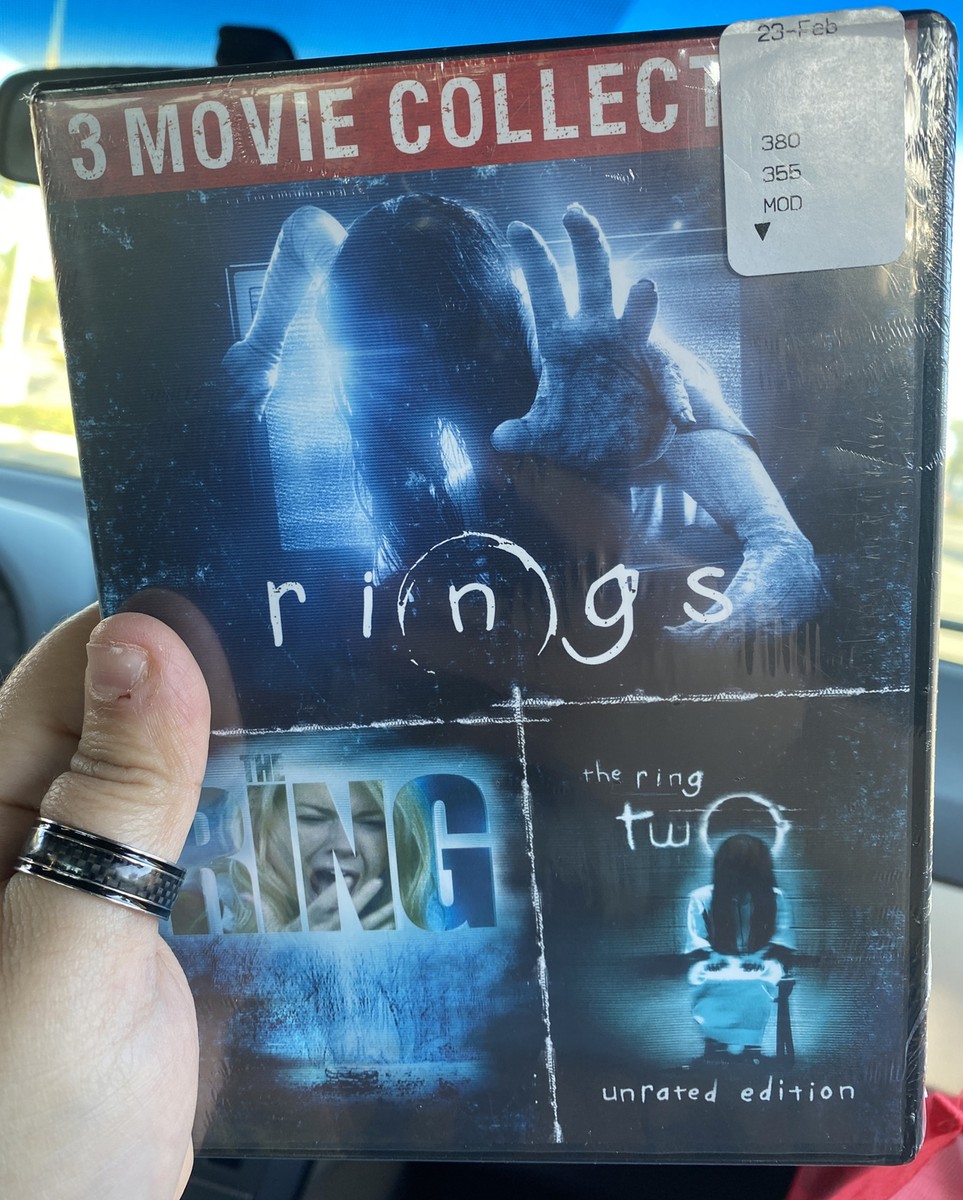 3 MOVIE COLLECT
23-Feb
380
355
MOD
rings
THE
RING
the ring
two
unrated edition